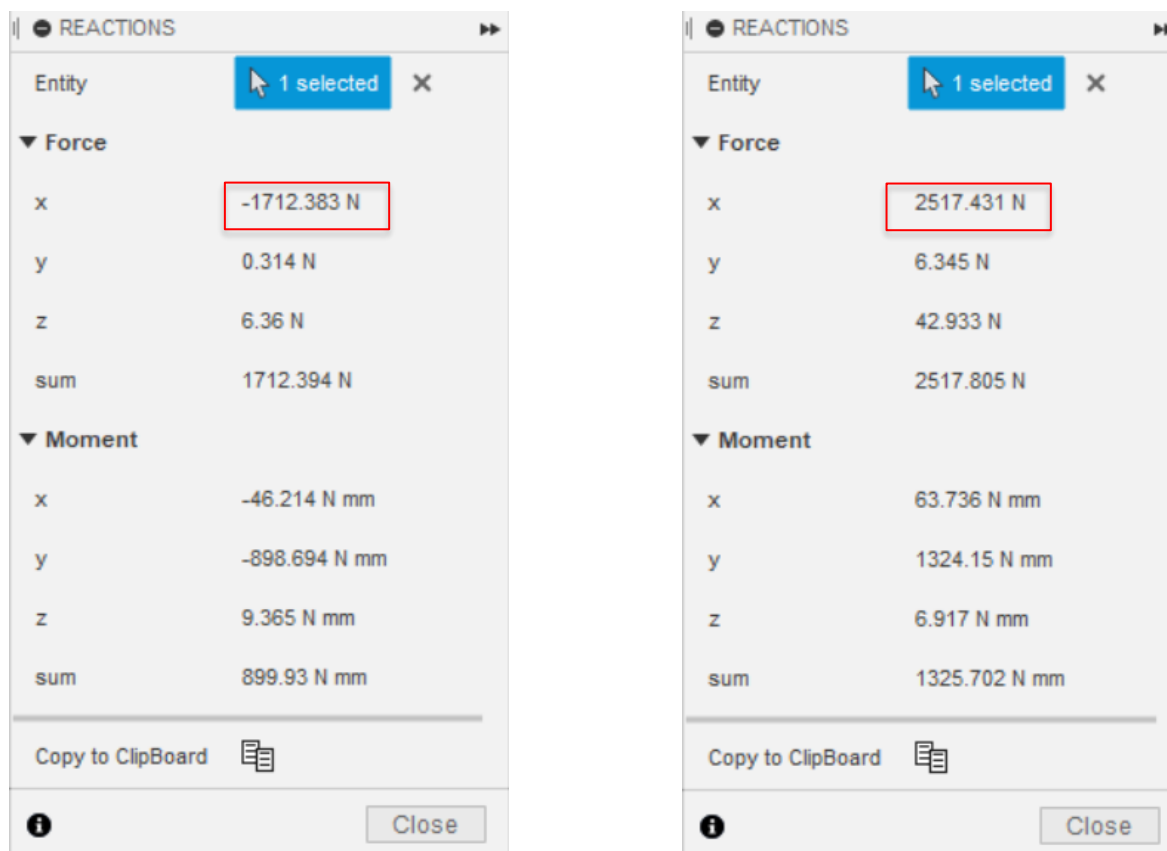 REACTIONS
Entity 1 selected
Force
x -1712.383 N
y 0.314 N
z 6.36 N
sum 1712.394 N
Moment
x -46.214 N mm
y -898.694 N mm
z 9.365 N mm
sum 899.93 N mm
Copy to ClipBoard
Close
REACTIONS
Entity 1 selected
Force
x 2517.431 N
y 6.345 N
z 42.933 N
sum 2517.805 N
Moment
x 63.736 N mm
y 1324.15 N mm
z 6.917 N mm
sum 1325.702 N mm
Copy to ClipBoard
Close